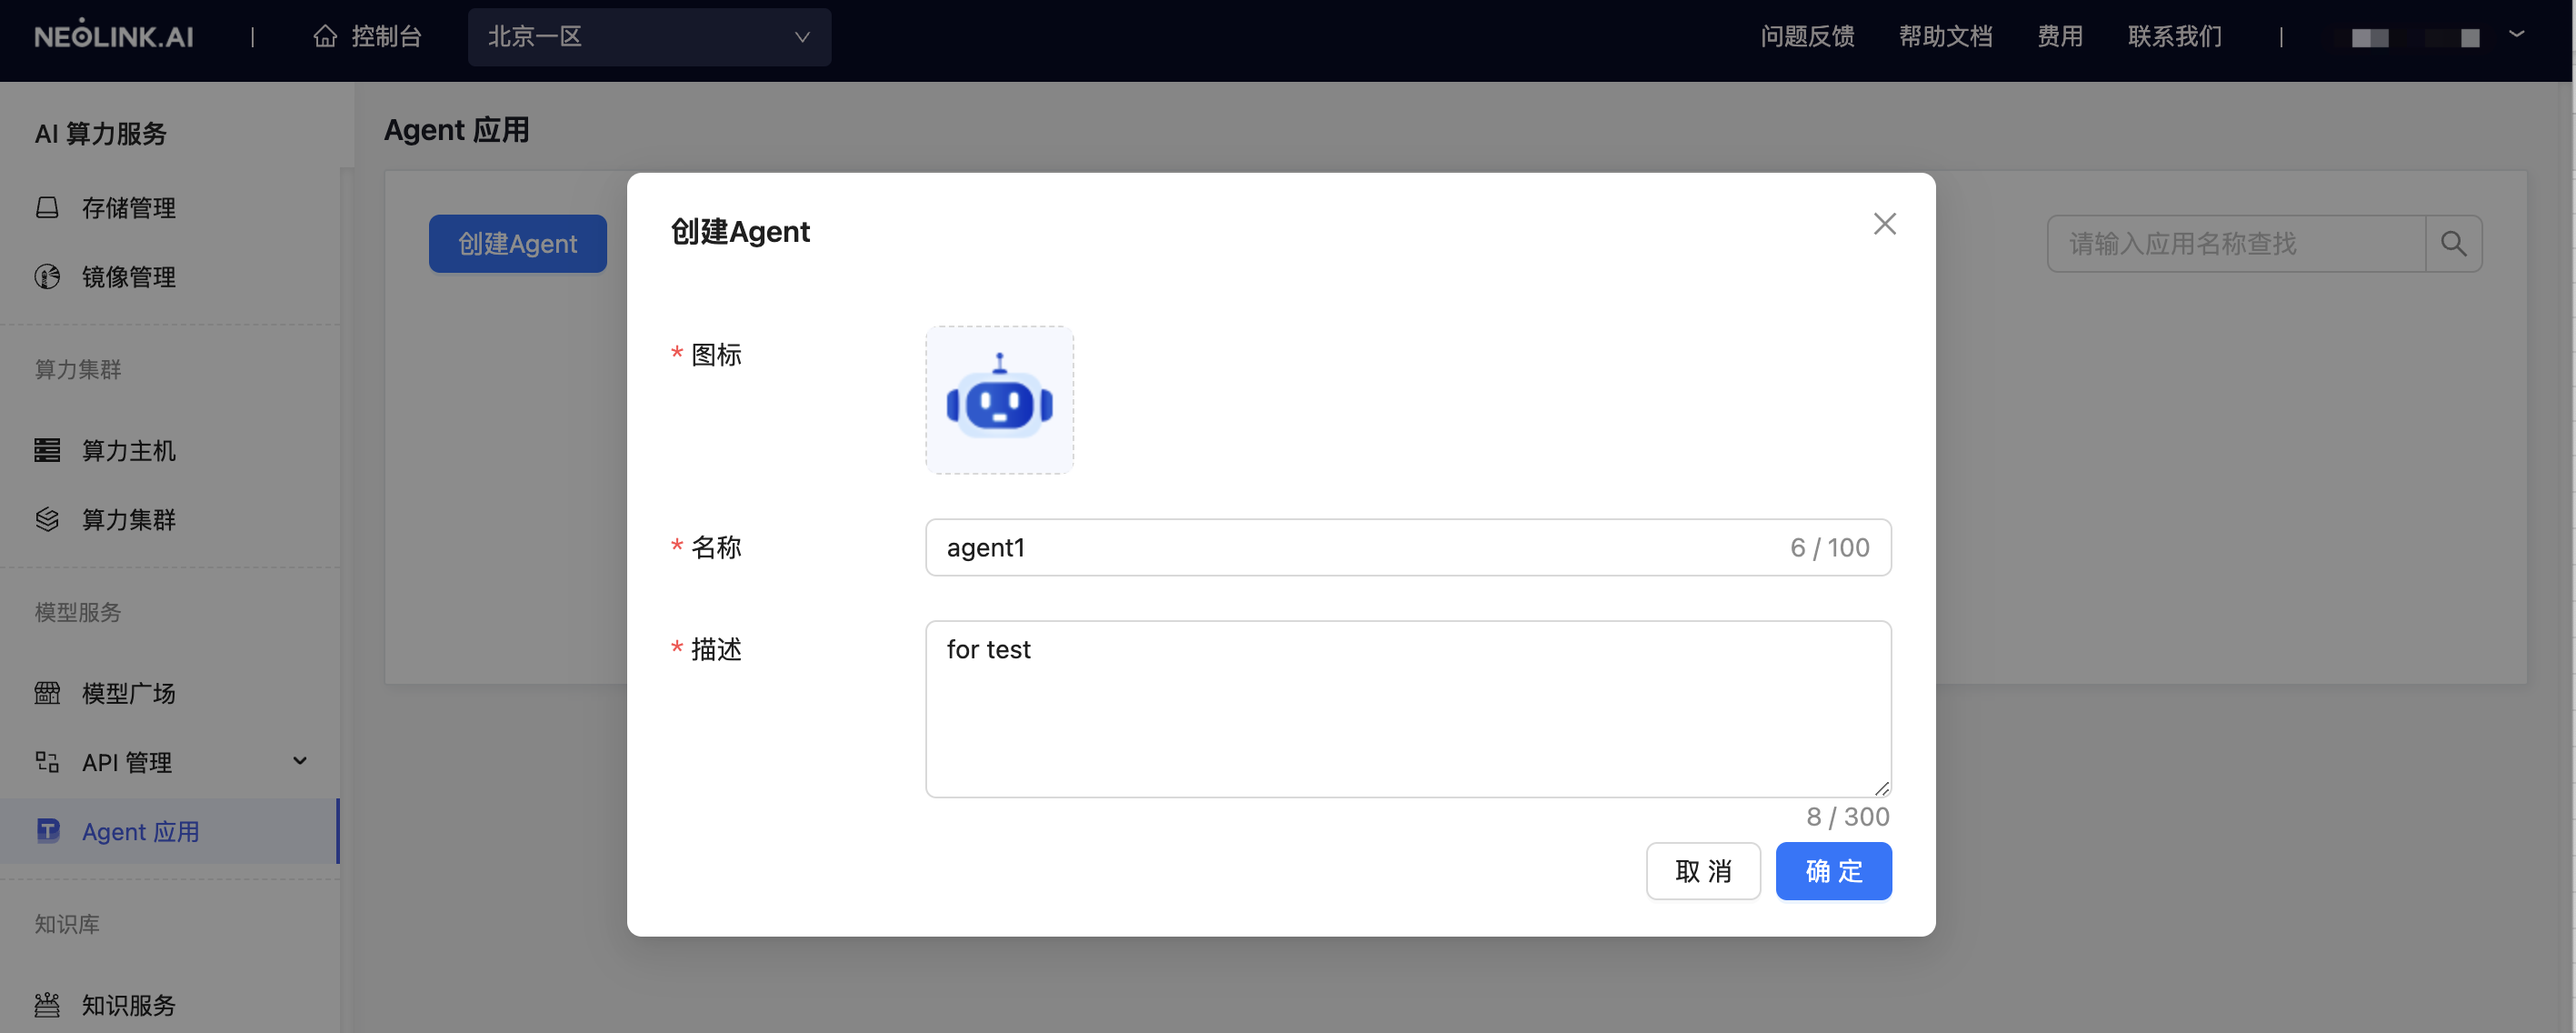 NEOLINK.AI | 控制台 北京一区 问题反馈 帮助文档 费用 联系我们 |
AI 算力服务
存储管理
镜像管理
算力集群
算力主机
算力集群
模型服务
模型广场
API 管理
Agent 应用
知识库
知识服务
Agent 应用
创建Agent
请输入应用名称查找
创建Agent
* 图标
* 名称
agent1
6 / 100
* 描述
for test
8 / 300
取 消
确 定